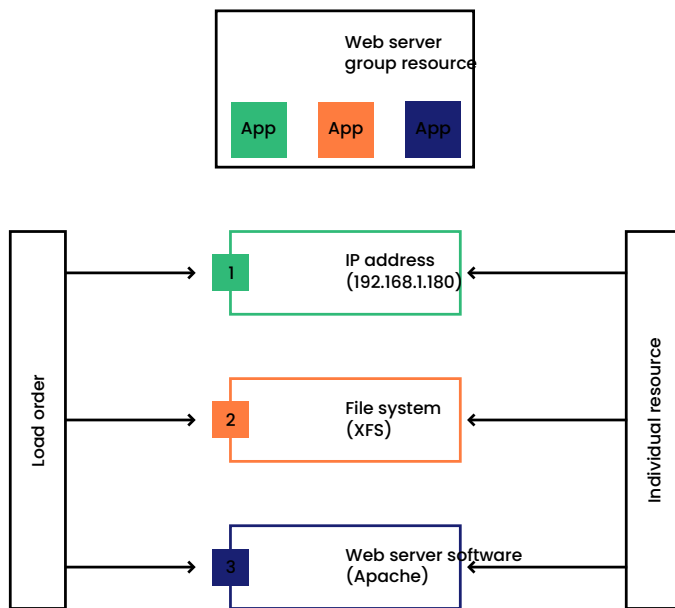 Web server
group resource
App
App
App
1
IP address
(192.168.1.180)
2
File system
(XFS)
3
Web server software
(Apache)
Load order
Individual resource